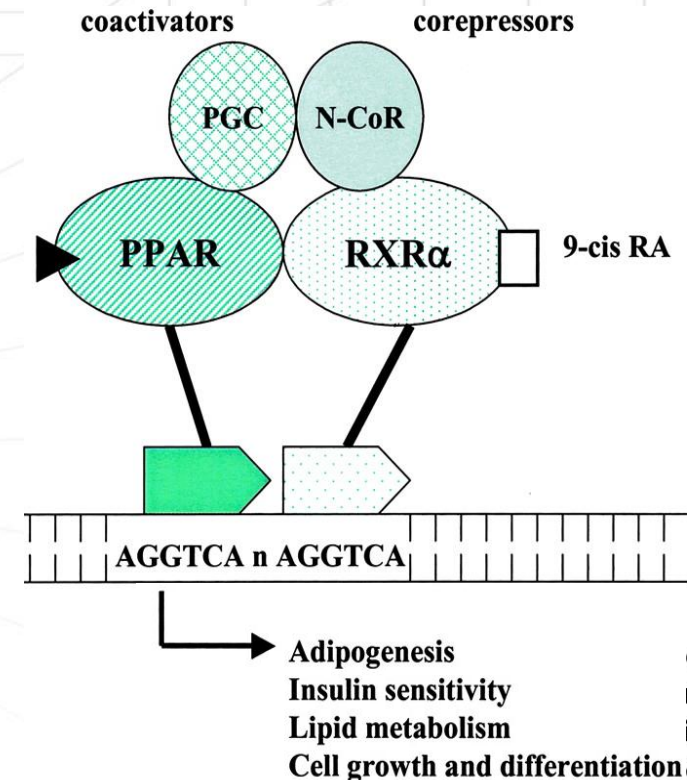 coactivators corepressors
PGC N-CoR
PPAR RXRα 9-cis RA
AGGTCA n AGGTCA
Adipogenesis
Insulin sensitivity
Lipid metabolism
Cell growth and differentiation